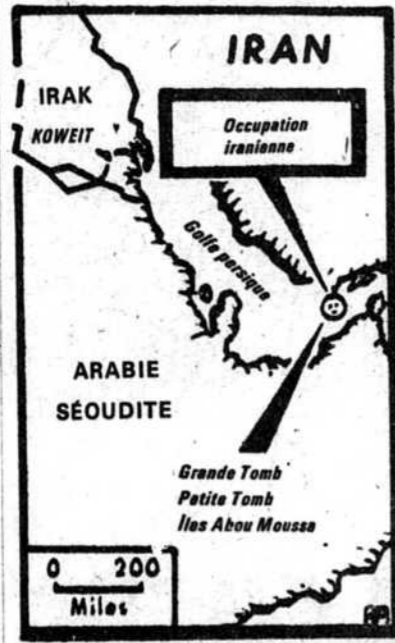 IRAN
IRAK
KOWEIT
Occupation
iranienne
Golfe persique
ARABIE
SÉOUDITE
Grande Tomb
Petite Tomb
Îles Abou Moussa
0 200
Miles